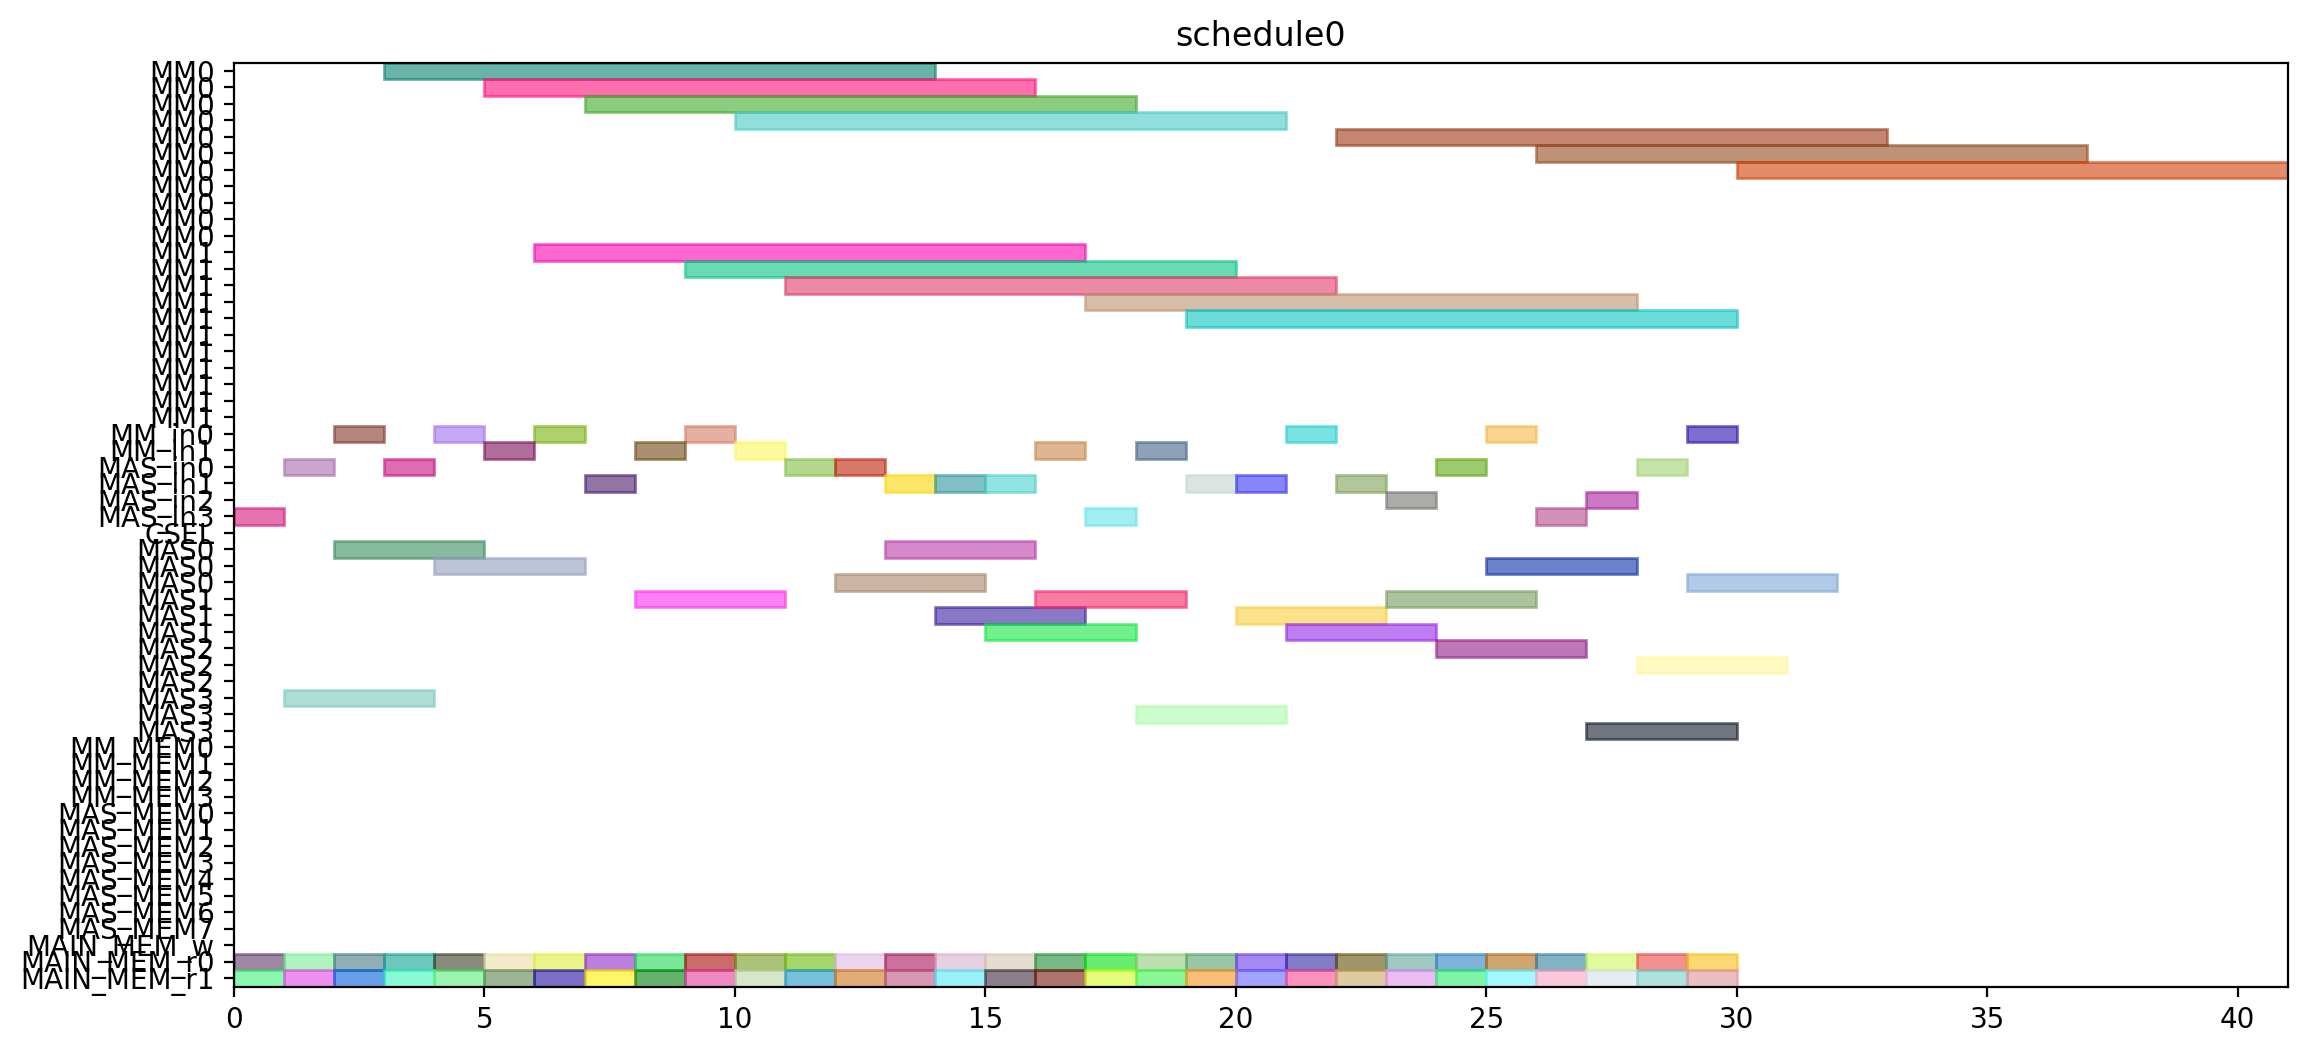 schedule0
MM0
MM0
MM0
MM0
MM0
MM0
MM0
MM0
MM0
MM0
MM0
MM1
MM1
MM1
MM1
MM1
MM1
MM1
MM1
MM1
MM1
MM1
MM_in0
MM_in1
MAS_in0
MAS_in1
MAS_in2
MAS_in3
CSEL
MAS0
MAS0
MAS0
MAS1
MAS1
MAS1
MAS2
MAS2
MAS2
MAS3
MAS3
MAS3
MM_MEM0
MM_MEM1
MM_MEM2
MM_MEM3
MAS_MEM0
MAS_MEM1
MAS_MEM2
MAS_MEM3
MAS_MEM4
MAS_MEM5
MAS_MEM6
MAS_MEM7
MAIN_MEM_w
MAIN_MEM_r0
MAIN_MEM_r1
0 5 10 15 20 25 30 35 40